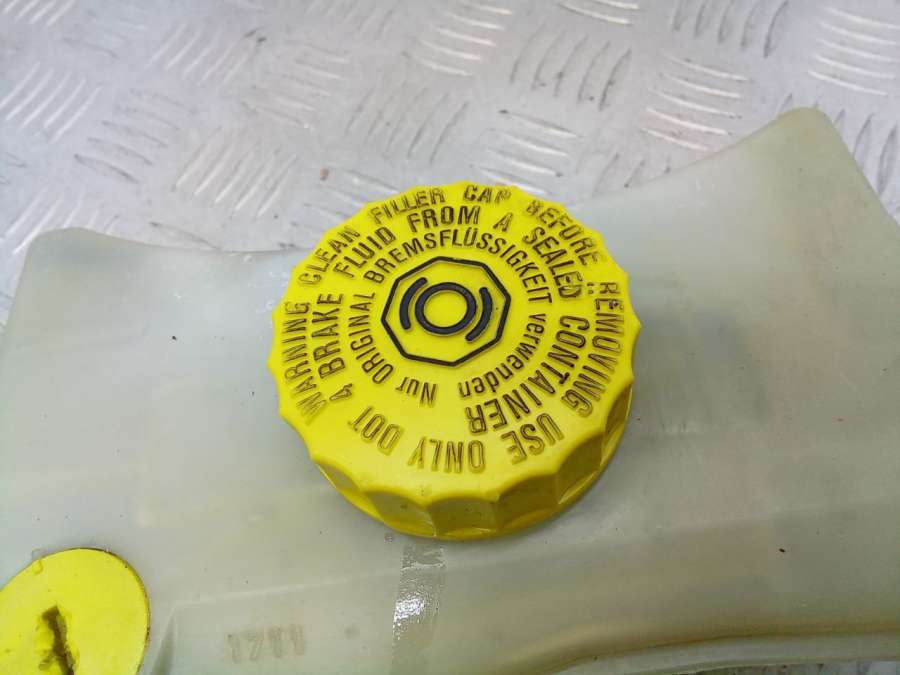 WARNING CLEAN FILLER CAP BEFORE REMOVING USE ONLY DOT
4 BRAKE FLUID FROM A SEALED CONTAINER
Nur ORIGINAL BREMSFLÜSSIGKEIT verwenden
1711